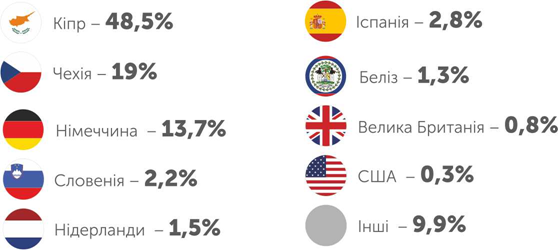 Кіпр – 48,5%
Чехія – 19%
Німеччина – 13,7%
Словенія – 2,2%
Нідерланди – 1,5%
Іспанія – 2,8%
Беліз – 1,3%
Велика Британія – 0,8%
США – 0,3%
Інші – 9,9%